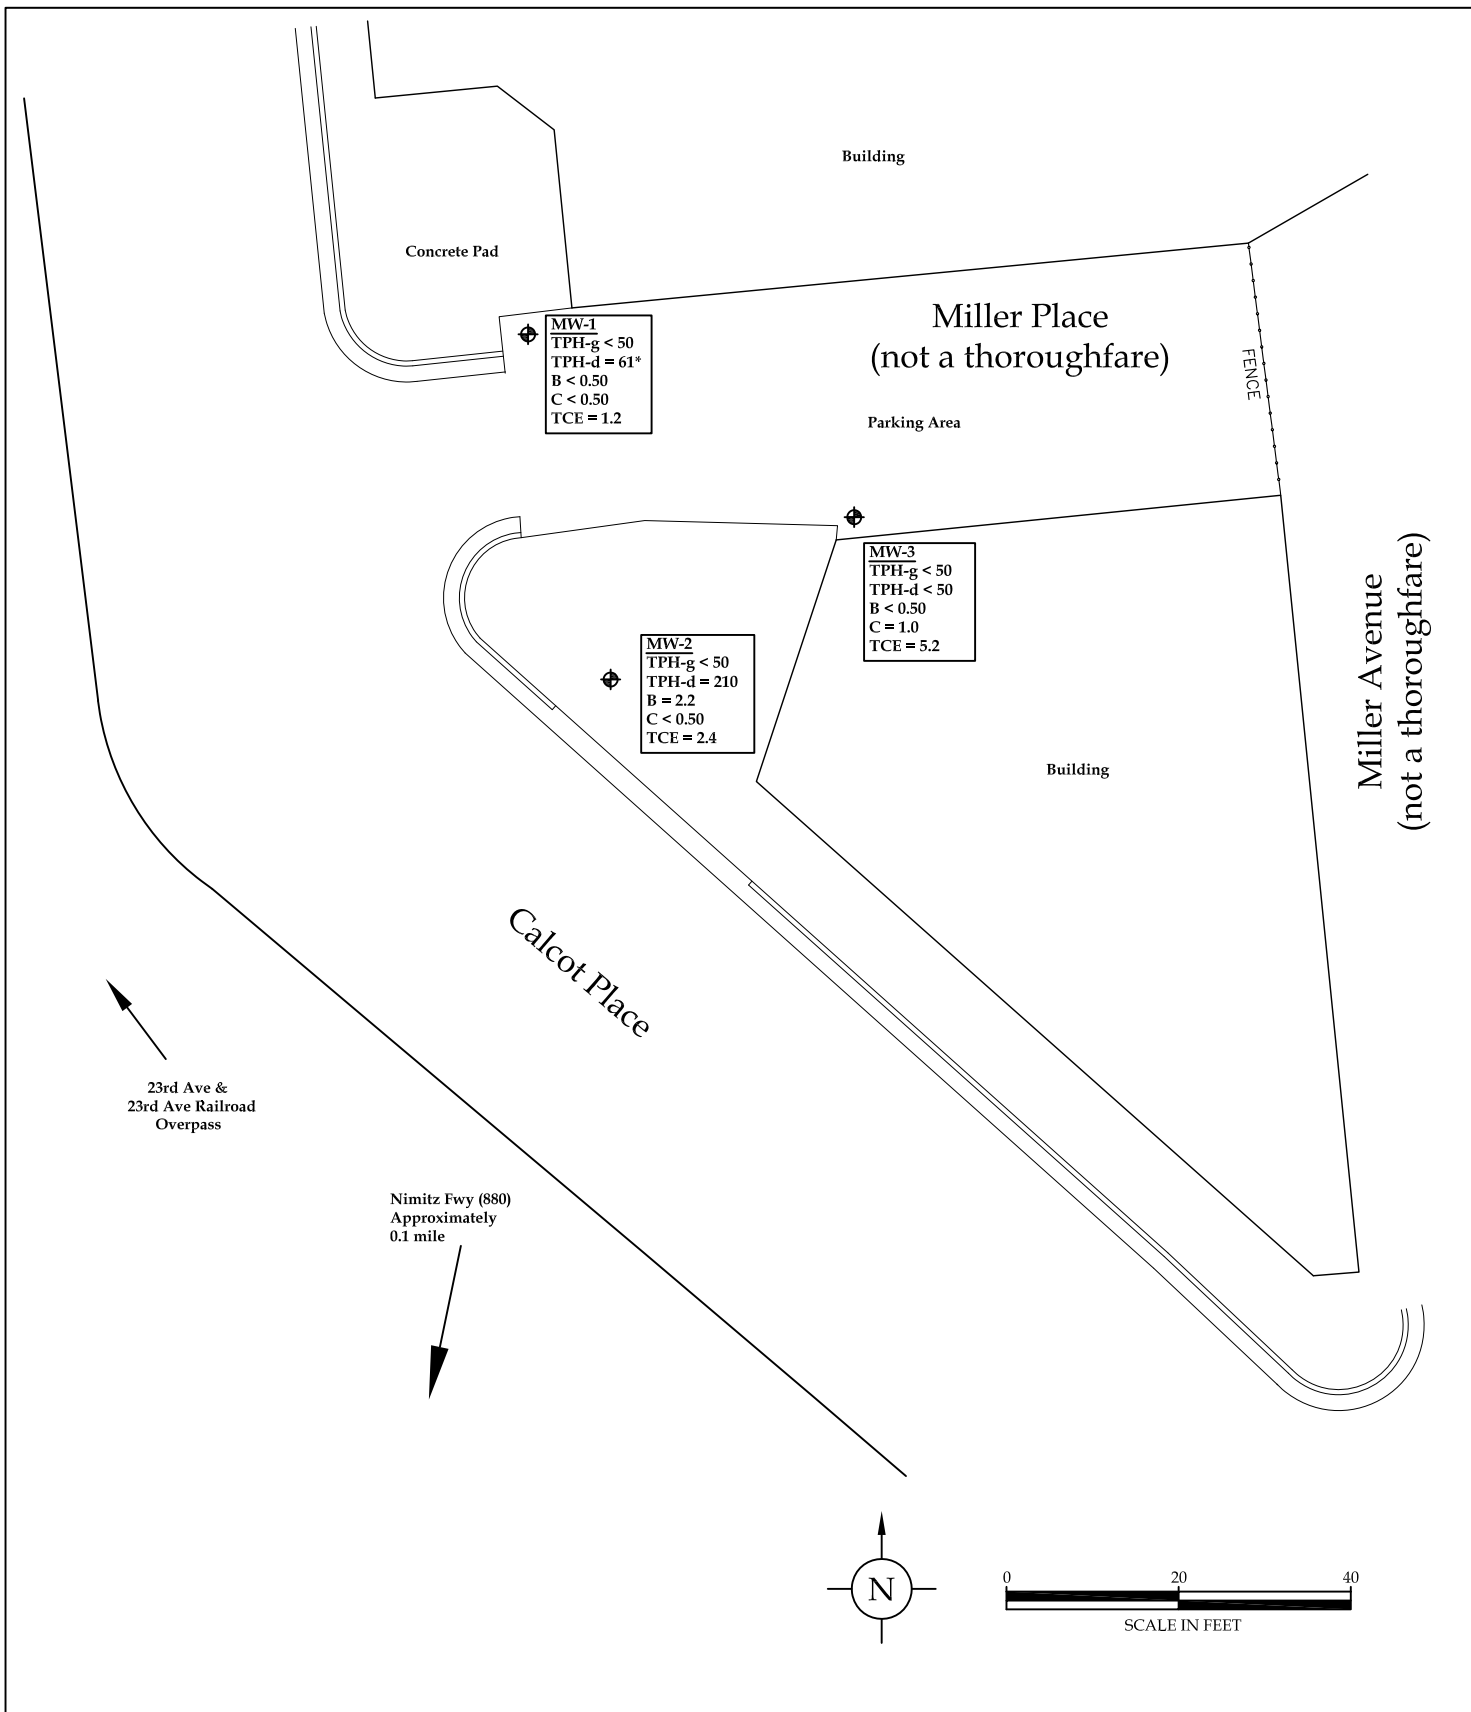 Building
Concrete Pad
Miller Place
(not a thoroughfare)
FENCE
MW-1
TPH-g < 50
TPH-d = 61*
B < 0.50
C < 0.50
TCE = 1.2
Parking Area
MW-3
TPH-g < 50
TPH-d < 50
B < 0.50
C = 1.0
TCE = 5.2
Miller Avenue
(not a thoroughfare)
MW-2
TPH-g < 50
TPH-d = 210
B = 2.2
C < 0.50
TCE = 2.4
Building
Calcot Place
23rd Ave &
23rd Ave Railroad
Overpass
Nimitz Fwy (880)
Approximately
0.1 mile
N
0 20 40
SCALE IN FEET